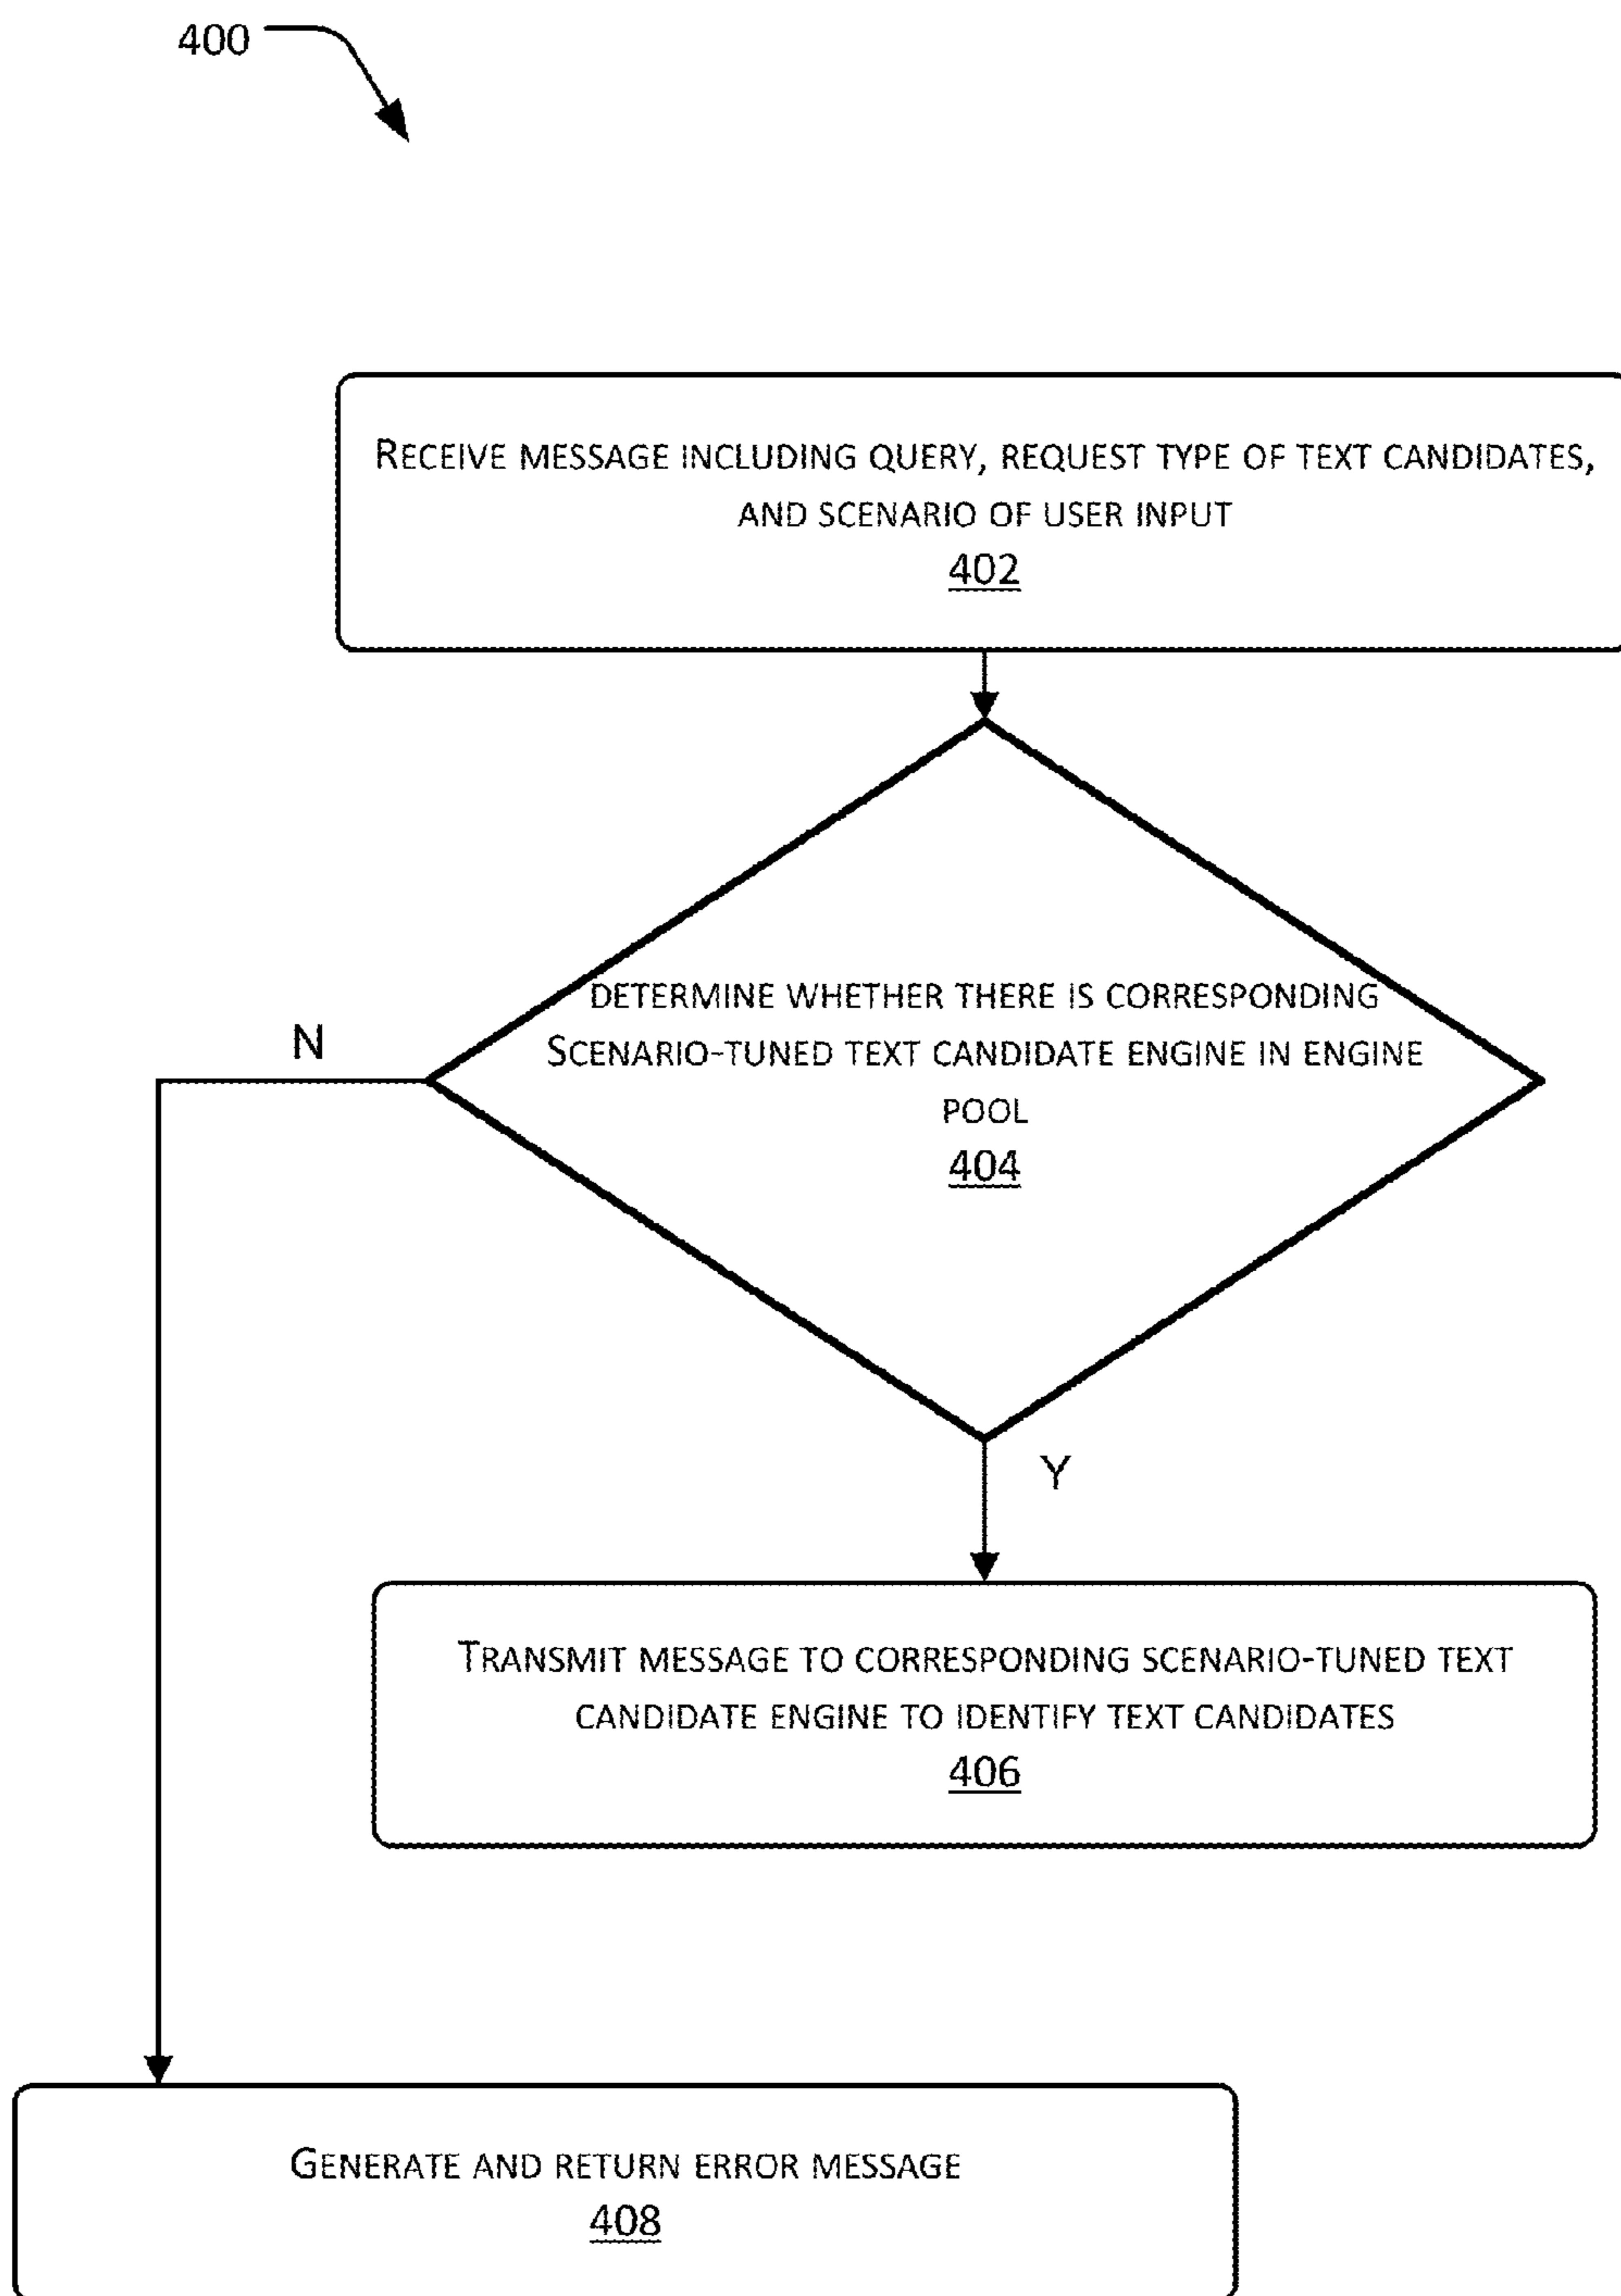 400
RECEIVE MESSAGE INCLUDING QUERY, REQUEST TYPE OF TEXT CANDIDATES,
AND SCENARIO OF USER INPUT
402
DETERMINE WHETHER THERE IS CORRESPONDING
SCENARIO-TUNED TEXT CANDIDATE ENGINE IN ENGINE
POOL
404
N
Y
TRANSMIT MESSAGE TO CORRESPONDING SCENARIO-TUNED TEXT
CANDIDATE ENGINE TO IDENTIFY TEXT CANDIDATES
406
GENERATE AND RETURN ERROR MESSAGE
408